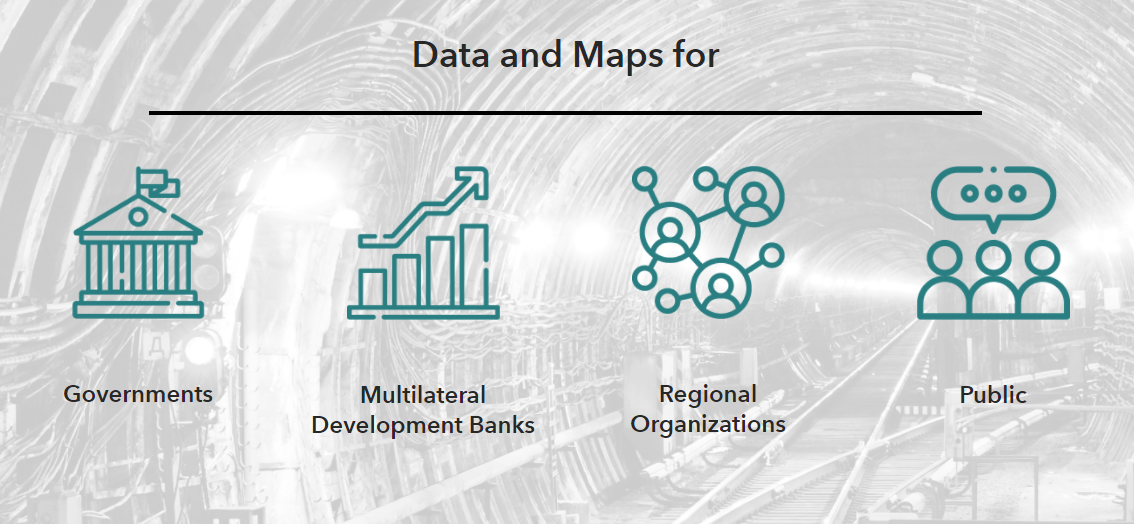 Data and Maps for
Governments
Multilateral
Development Banks
Regional
Organizations
Public